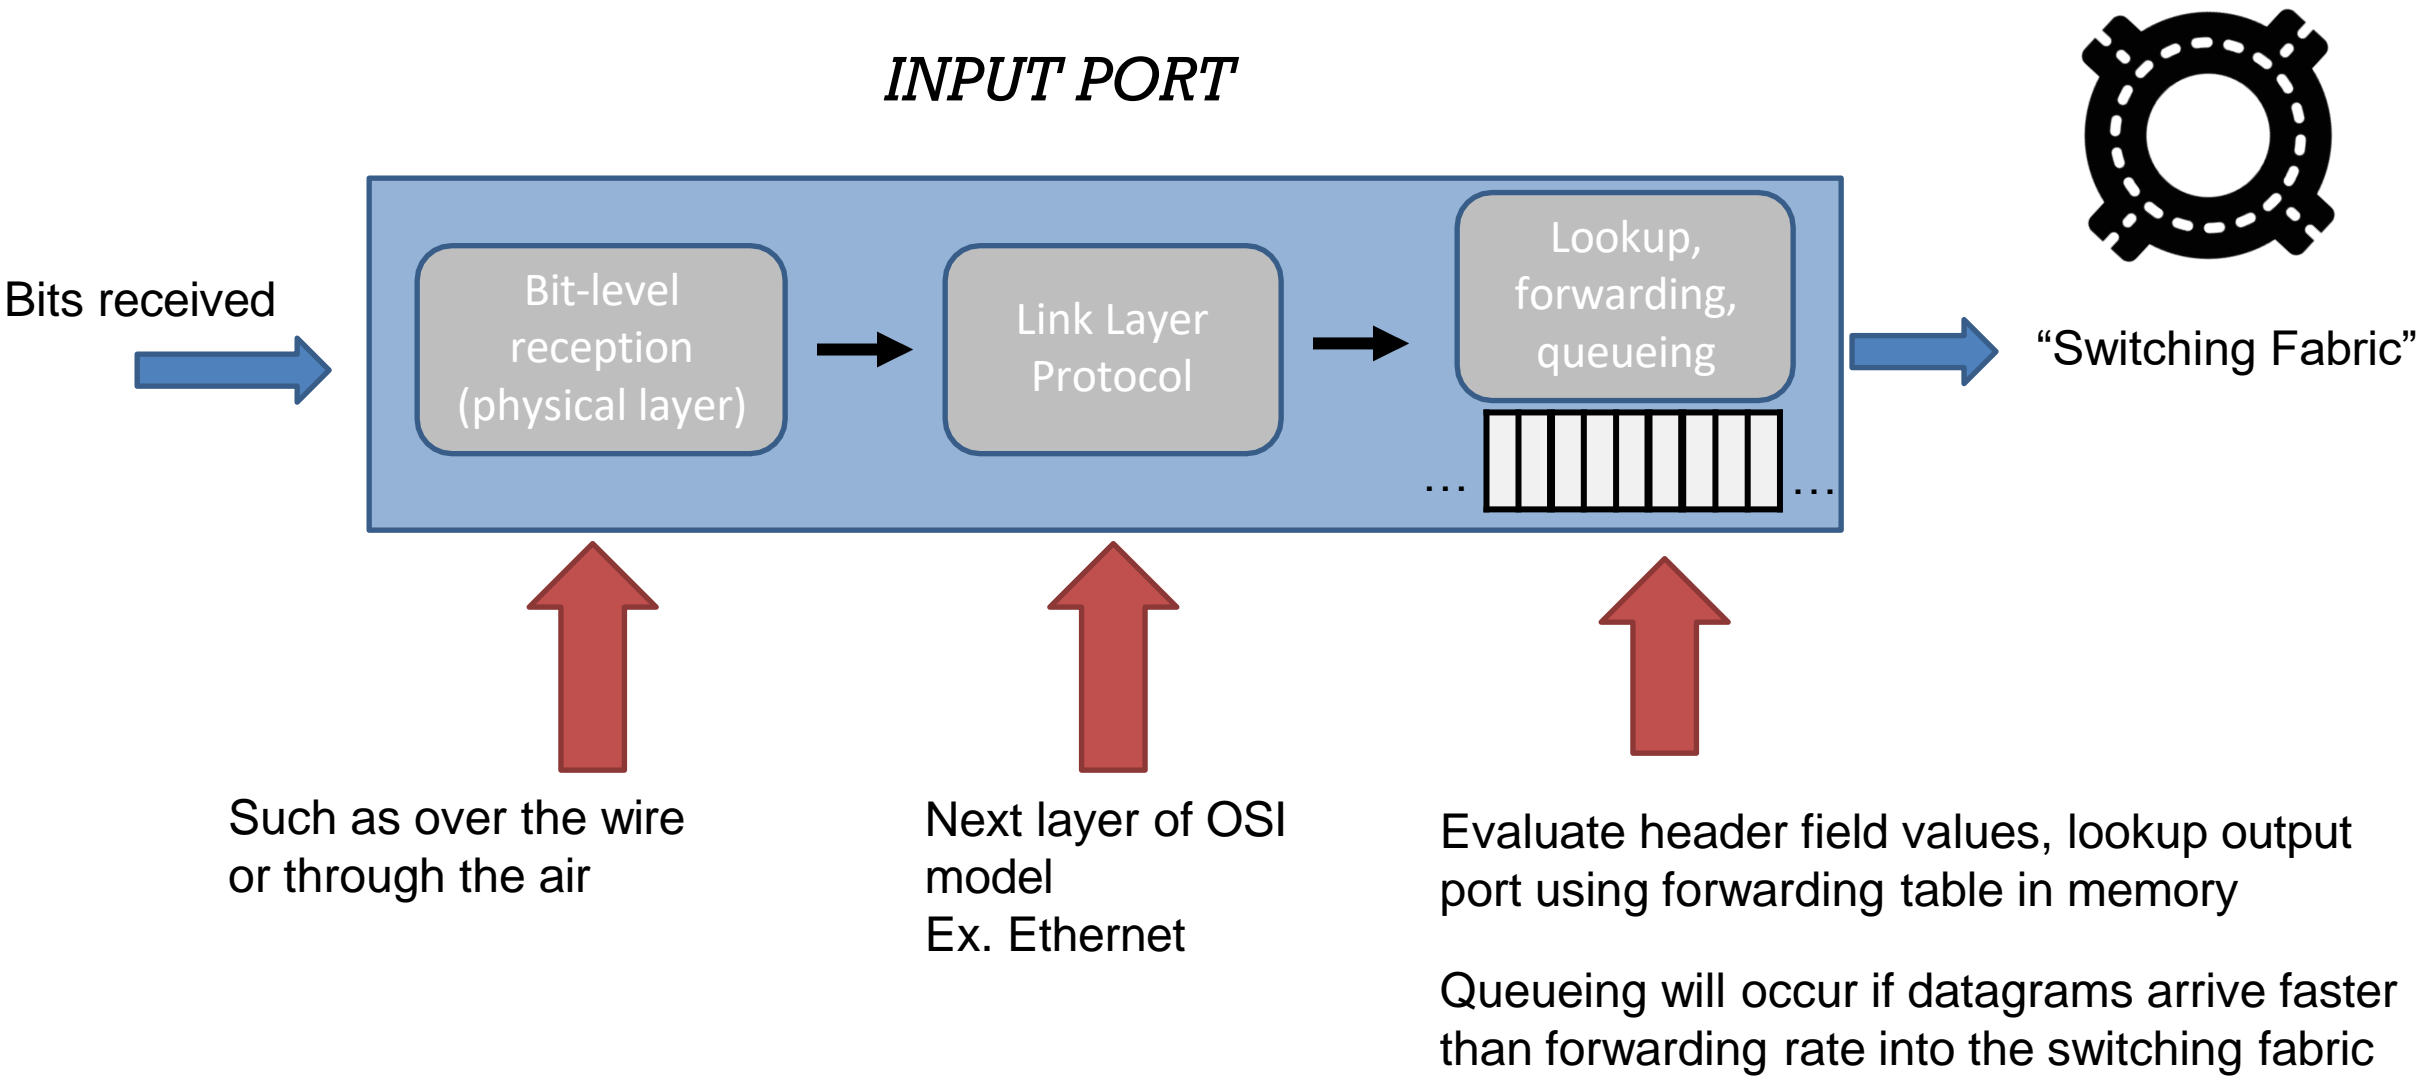 INPUT PORT
Bits received
Bit-level
reception
(physical layer)
Link Layer
Protocol
Lookup,
forwarding,
queueing
...
...
“Switching Fabric”
Such as over the wire
or through the air
Next layer of OSI
model
Ex. Ethernet
Evaluate header field values, lookup output
port using forwarding table in memory
Queueing will occur if datagrams arrive faster
than forwarding rate into the switching fabric